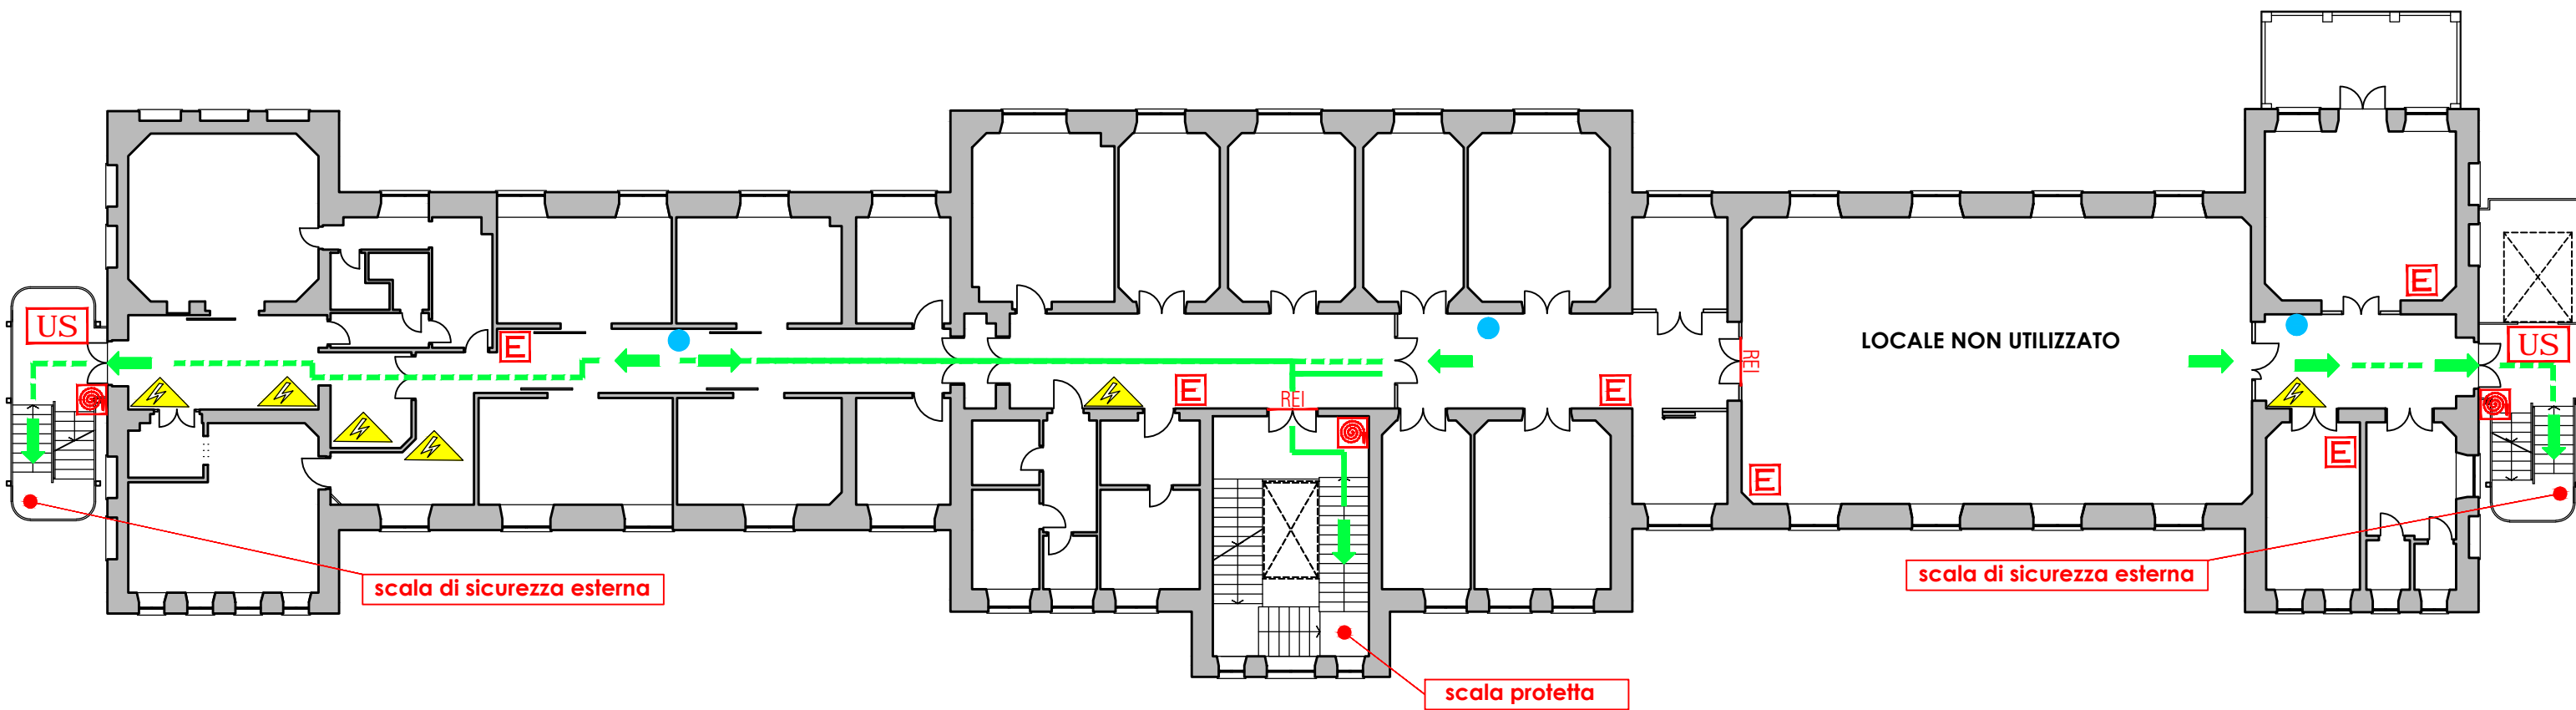 US
E
E
REI
E
REI
E
LOCALE NON UTILIZZATO
E
E
US
scala di sicurezza esterna
scala di sicurezza esterna
scala protetta